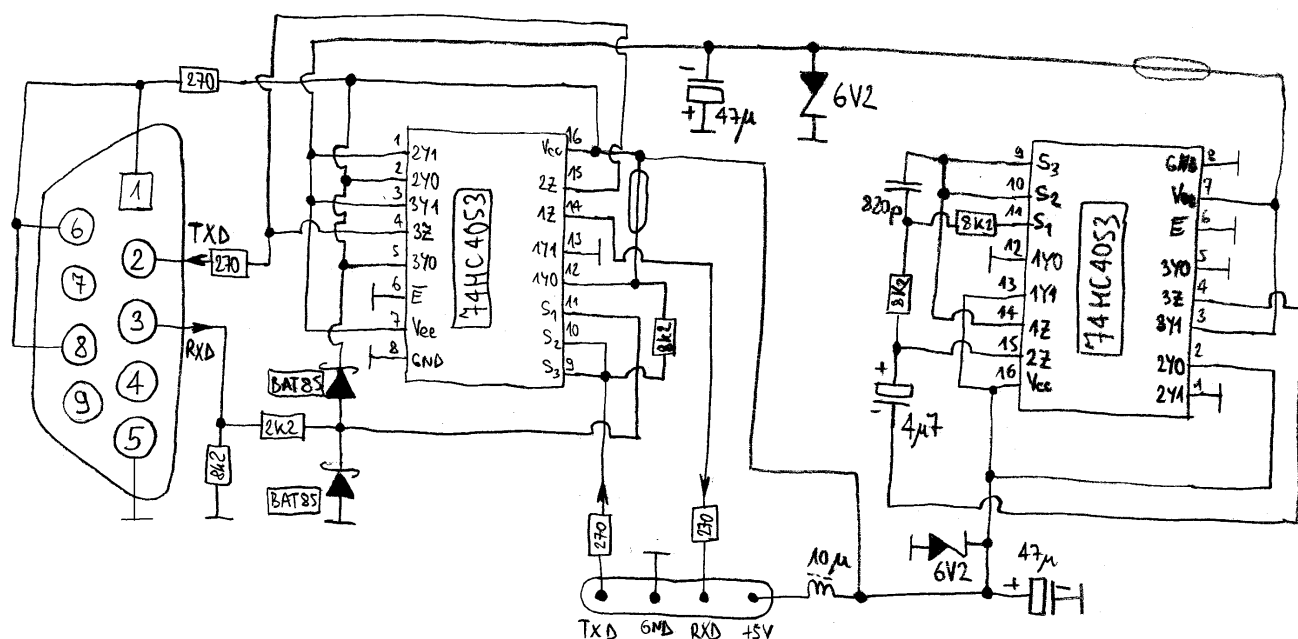 270
1
6
TXD
2
270
7
3
8
RXD
4
9
5
2K2
8k2
BAT85
BAT85
74HC4053
1 2Y1
2 2Y0
3 3Y1
4 3Z
5 3Y0
6 E
7 Vee
8 GND
16 Vcc
15 2Z
14 1Z
13 1Y1
12 1Y0
11 S1
10 S2
9 S3
8k2
- + 47μ
6V2
820p
8K2
8K2
+ - 4μ7
74HC4053
9 S3
10 S2
11 S1
12 1Y0
13 1Y1
14 1Z
15 2Z
16 Vcc
GND 8
Vee 7
E 6
3Y0 5
3Z 4
3Y1 3
2Y0 2
2Y1 1
6V2
47μ
+ -
270
270
10μ
TXD GND RXD +5V